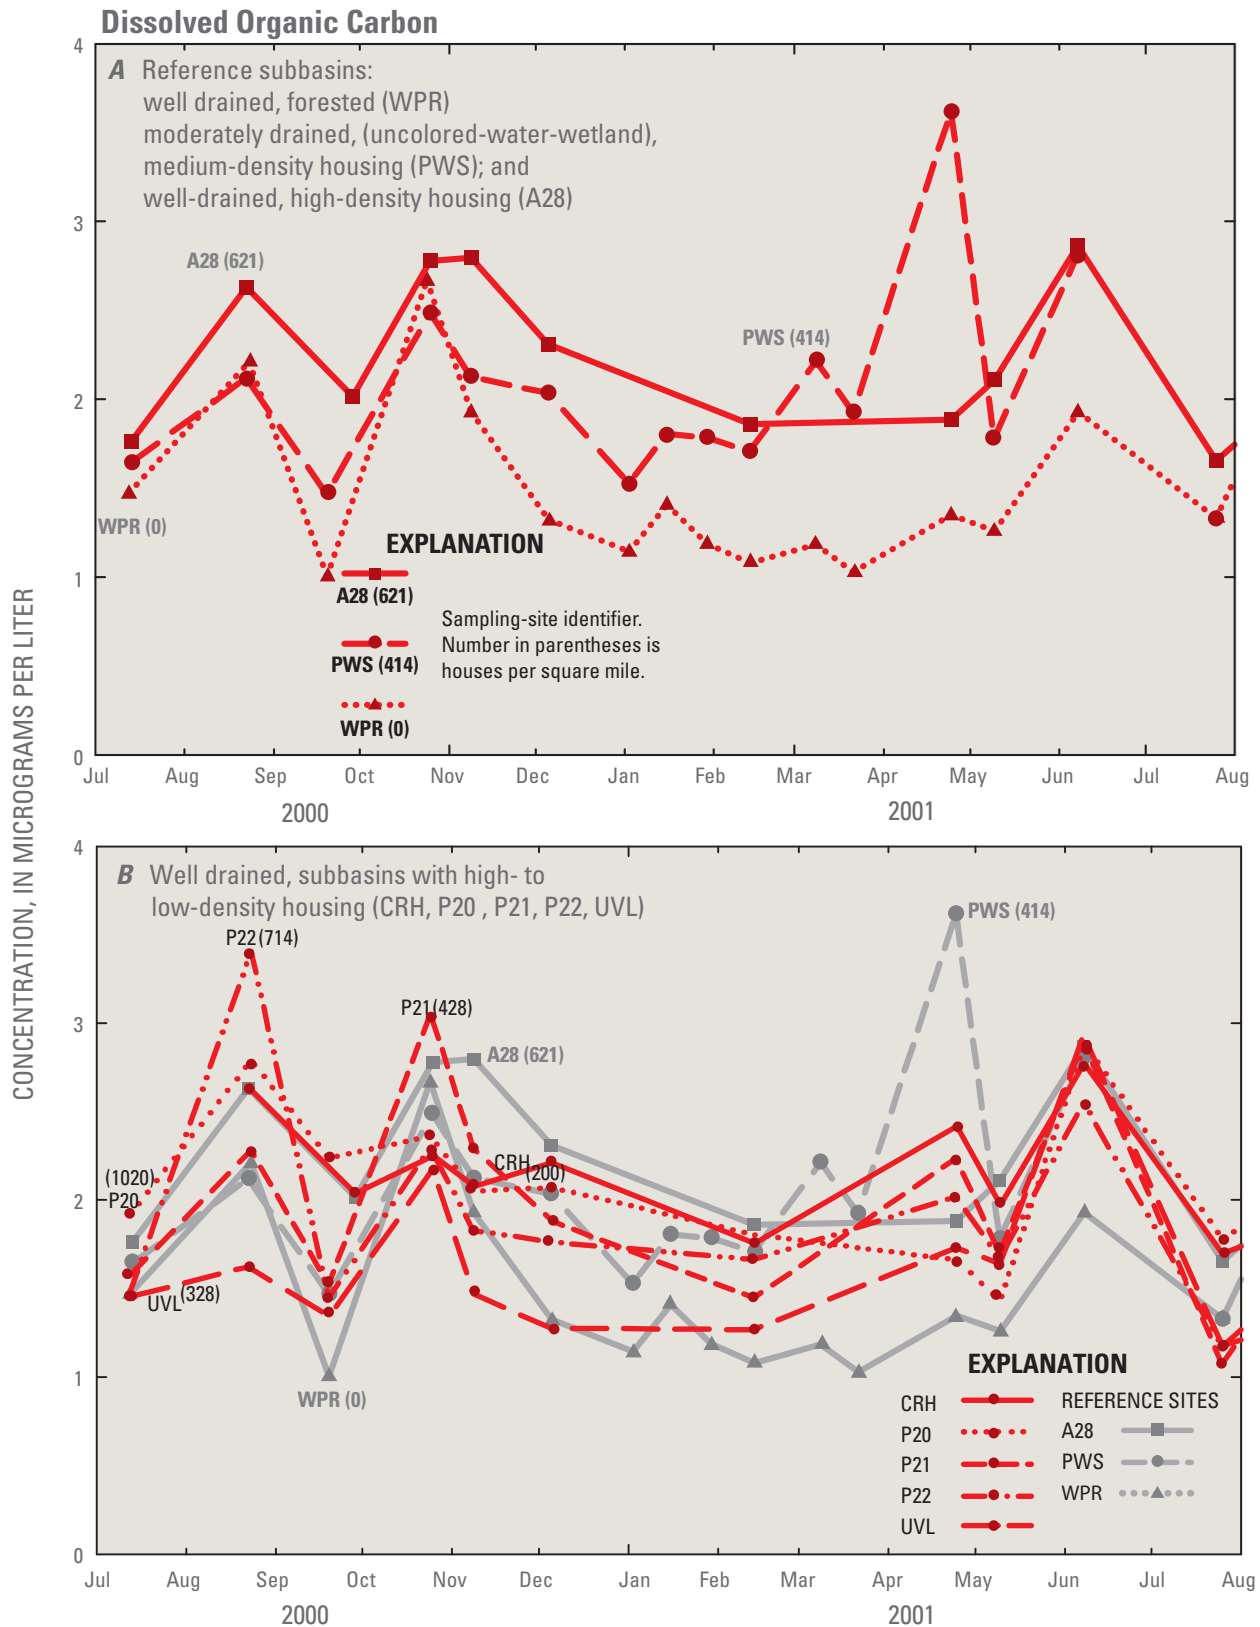 Dissolved Organic Carbon
CONCENTRATION, IN MICROGRAMS PER LITER
4
3
2
1
0
A Reference subbasins:
well drained, forested (WPR)
moderately drained, (uncolored-water-wetland),
medium-density housing (PWS); and
well-drained, high-density housing (A28)
A28 (621)
PWS (414)
WPR (0)
EXPLANATION
A28 (621)
PWS (414)
WPR (0)
Sampling-site identifier.
Number in parentheses is
houses per square mile.
Jul Aug Sep Oct Nov Dec Jan Feb Mar Apr May Jun Jul Aug
2000 2001
4
3
2
1
0
B Well drained, subbasins with high- to
low-density housing (CRH, P20 , P21, P22, UVL)
PWS (414)
P22 (714)
P21 (428)
A28 (621)
CRH
(200)
(1020)
P20
UVL (328)
WPR (0)
EXPLANATION
CRH REFERENCE SITES
P20 A28
P21 PWS
P22 WPR
UVL
Jul Aug Sep Oct Nov Dec Jan Feb Mar Apr May Jun Jul Aug
2000 2001